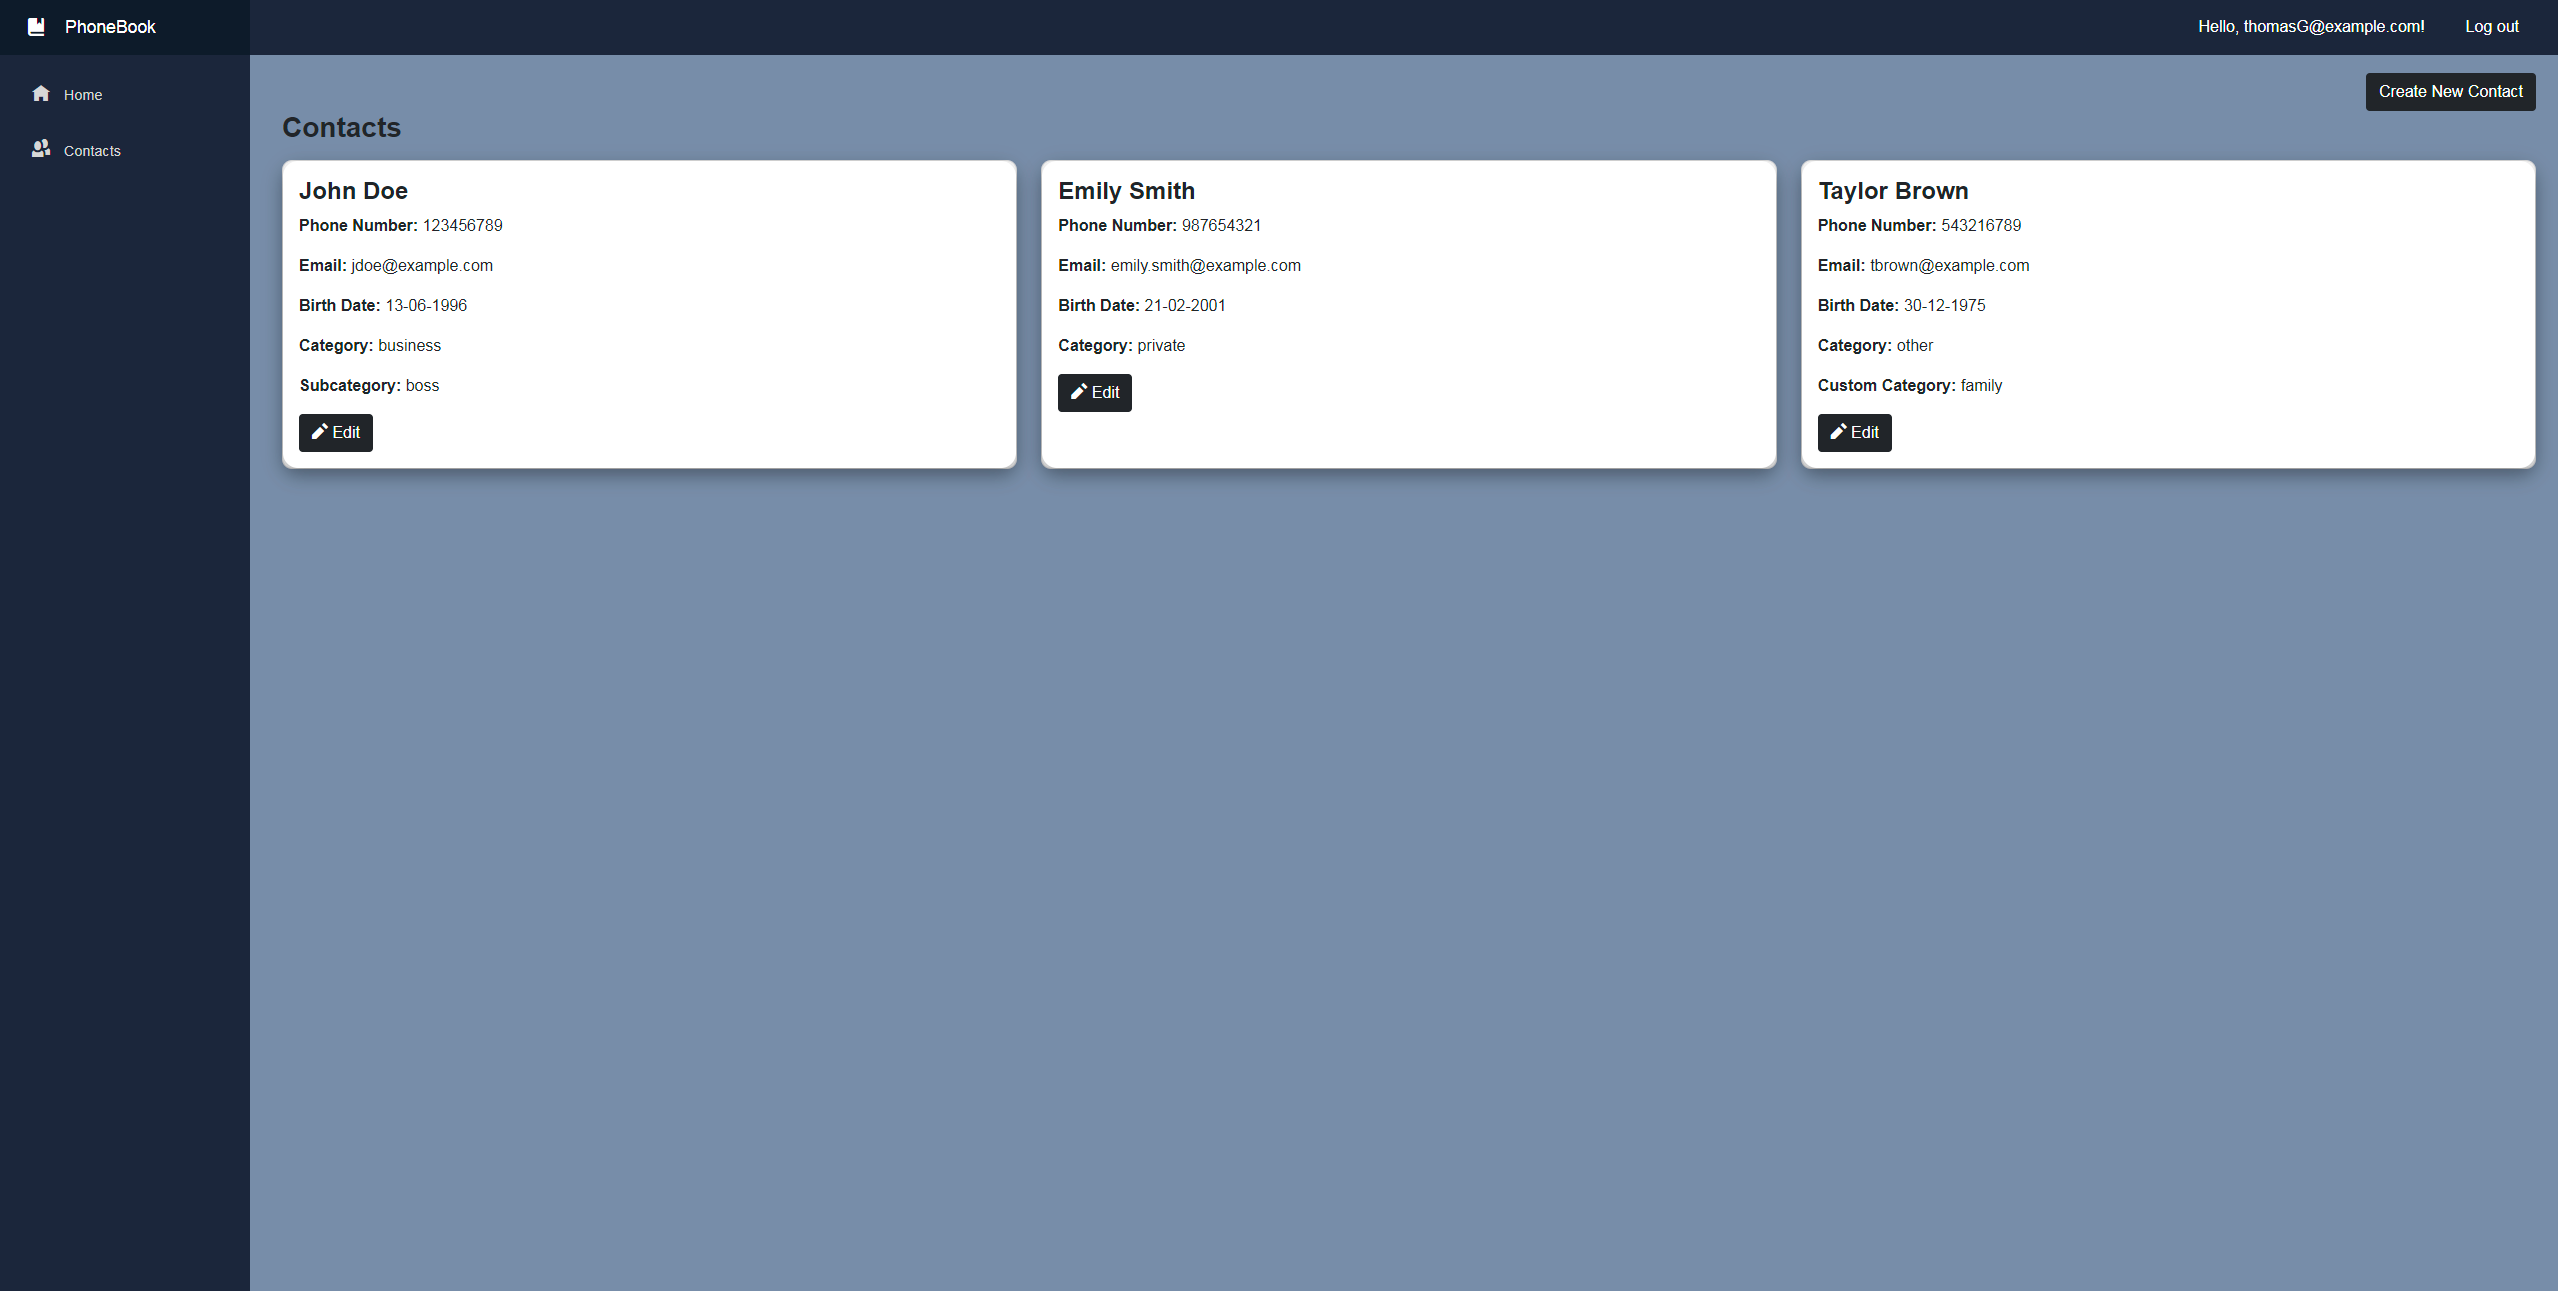 PhoneBook
Hello, thomasG@example.com!
Log out
Home
Contacts
Create New Contact
Contacts
John Doe
Phone Number: 123456789
Email: jdoe@example.com
Birth Date: 13-06-1996
Category: business
Subcategory: boss
Edit
Emily Smith
Phone Number: 987654321
Email: emily.smith@example.com
Birth Date: 21-02-2001
Category: private
Edit
Taylor Brown
Phone Number: 543216789
Email: tbrown@example.com
Birth Date: 30-12-1975
Category: other
Custom Category: family
Edit